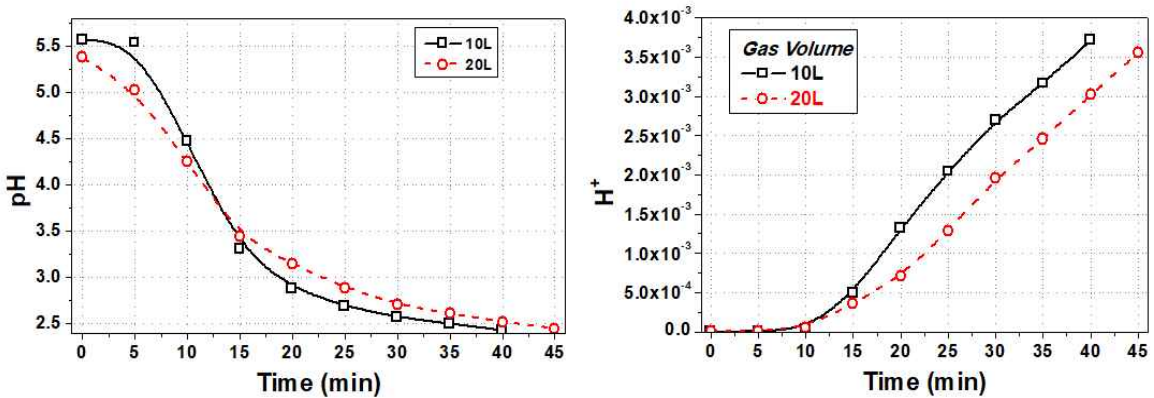 5.5
5.0
4.5
4.0
3.5
3.0
2.5
pH
0 5 10 15 20 25 30 35 40 45
Time (min)
10L
20L
4.0x10⁻³
3.5x10⁻³
3.0x10⁻³
2.5x10⁻³
2.0x10⁻³
1.5x10⁻³
1.0x10⁻³
5.0x10⁻⁴
0.0
H⁺
0 5 10 15 20 25 30 35 40 45
Time (min)
Gas Volume
10L
20L